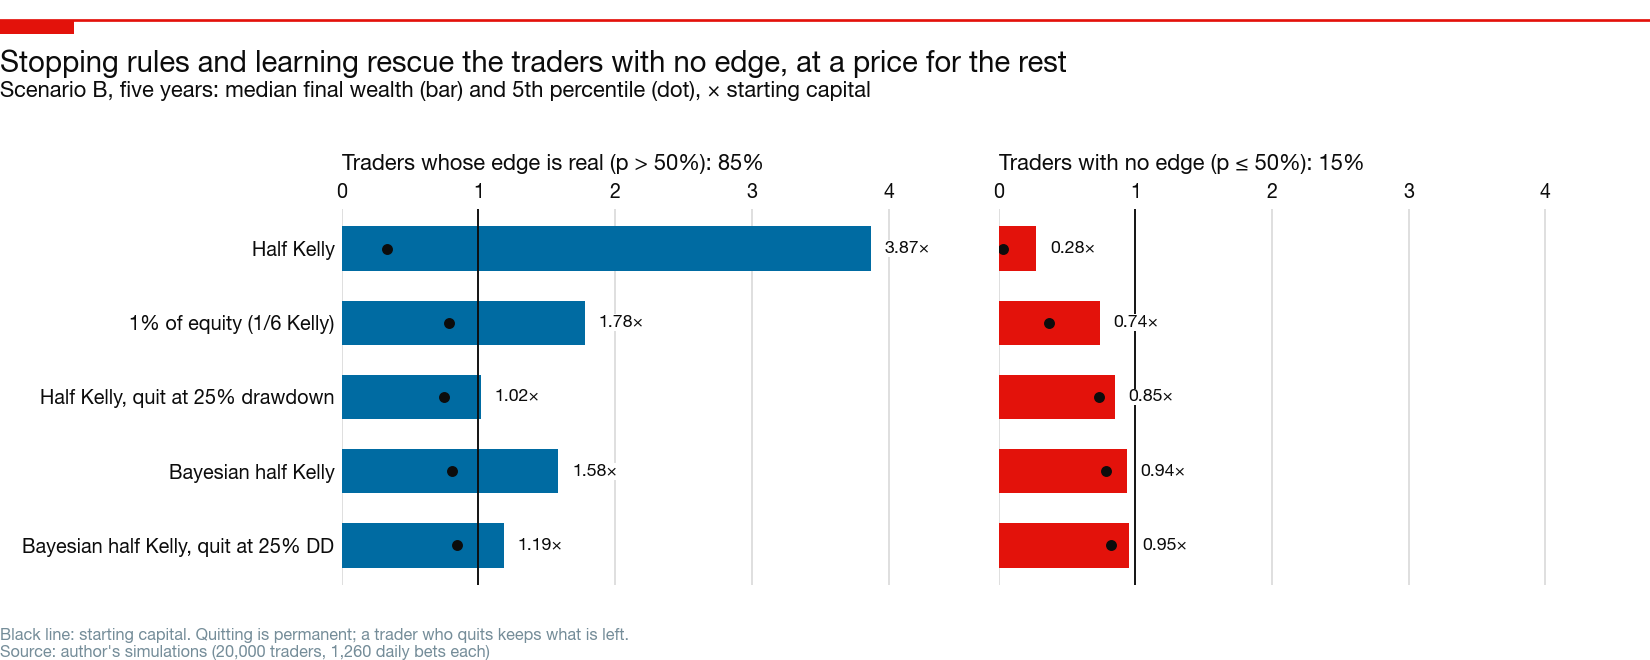 Stopping rules and learning rescue the traders with no edge, at a price for the rest
Scenario B, five years: median final wealth (bar) and 5th percentile (dot), × starting capital
Traders whose edge is real (p > 50%): 85%
0 1 2 3 4
Half Kelly 3.87×
1% of equity (1/6 Kelly) 1.78×
Half Kelly, quit at 25% drawdown 1.02×
Bayesian half Kelly 1.58×
Bayesian half Kelly, quit at 25% DD 1.19×
Traders with no edge (p ≤ 50%): 15%
0 1 2 3 4
0.28×
0.74×
0.85×
0.94×
0.95×
Black line: starting capital. Quitting is permanent; a trader who quits keeps what is left.
Source: author's simulations (20,000 traders, 1,260 daily bets each)